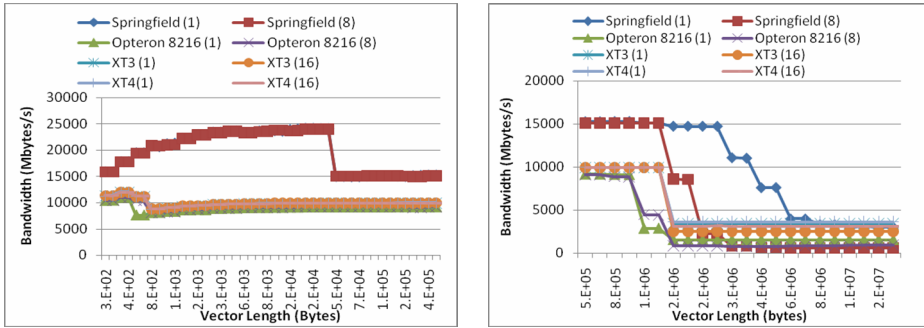 Springfield (1) Springfield (8)
Opteron 8216 (1) Opteron 8216 (8)
XT3 (1) XT3 (16)
XT4(1) XT4 (16)
Bandwidth (Mbytes/s)
30000
25000
20000
15000
10000
5000
0
3.E+02 4.E+02 8.E+02 1.E+03 2.E+03 3.E+03 6.E+03 1.E+04 2.E+04 5.E+04 7.E+04 1.E+05 2.E+05 4.E+05
Vector Length (Bytes)
Springfield (1) Springfield (8)
Opteron 8216 (1) Opteron 8216 (8)
XT3 (1) XT3 (16)
XT4(1) XT4 (16)
Bandwidth (Mbytes/s)
20000
15000
10000
5000
0
5.E+05 8.E+05 1.E+06 2.E+06 2.E+06 3.E+06 4.E+06 6.E+06 8.E+06 1.E+07 2.E+07
Vector Length (bytes)